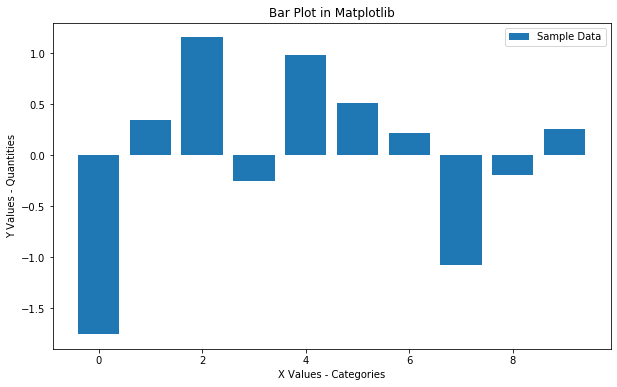 Bar Plot in Matplotlib
Sample Data
1.0
0.5
0.0
−0.5
−1.0
−1.5
Y Values - Quantities
0 2 4 6 8
X Values - Categories